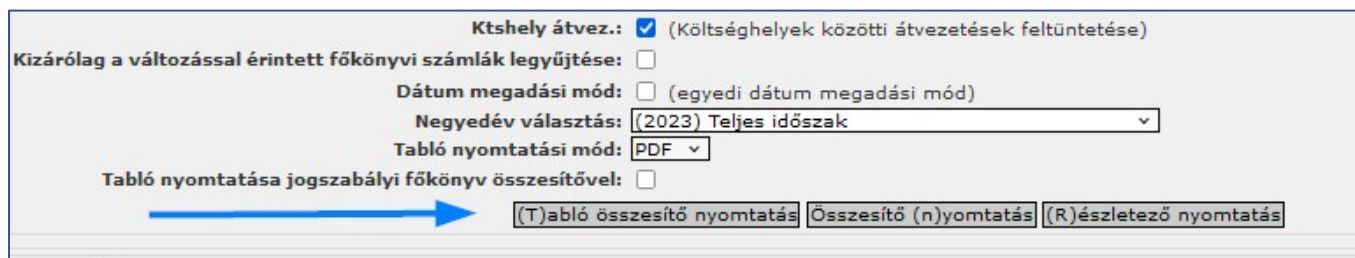 Ktshely átvez.: (Költséghelyek közötti átvezetések feltüntetése)
Kizárólag a változással érintett főkönyvi számlák legyűjtése:
Dátum megadási mód: (egyedi dátum megadási mód)
Negyedév választás: (2023) Teljes időszak
Tabló nyomtatási mód: PDF
Tabló nyomtatása jogszabályi főkönyv összesítővel:
(T)abló összesítő nyomtatás Összesítő (n)yomtatás (R)észletező nyomtatás